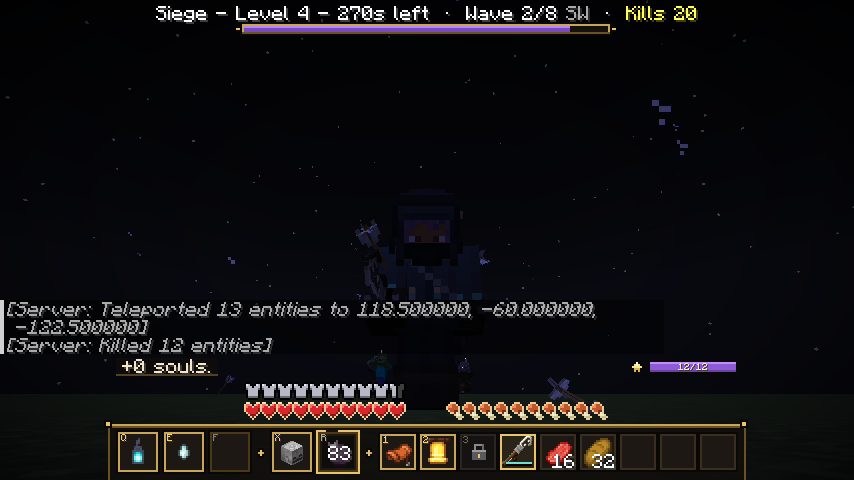 Siege - Level 4 - 270s left · Wave 2/8 SW · Kills 20
[Server: Teleported 13 entities to 118.500000, -60.000000,
-122.500000]
[Server: Killed 12 entities]
+0 souls.
12/12
Q E F X R 83 1 2 3 16 32